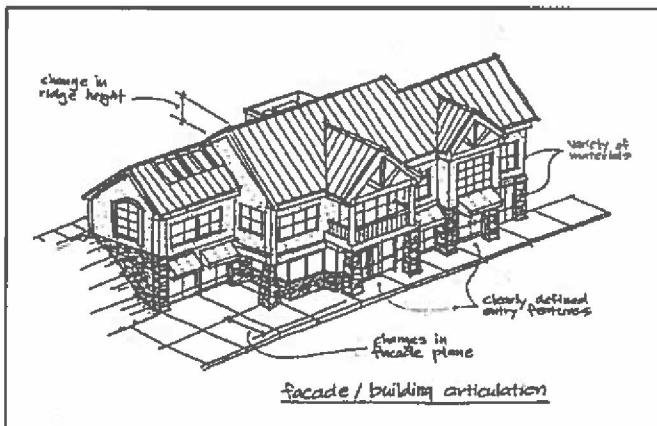 change in
ridge height
variety of
materials
clearly defined
entry features
changes in
facade plane
facade / building articulation